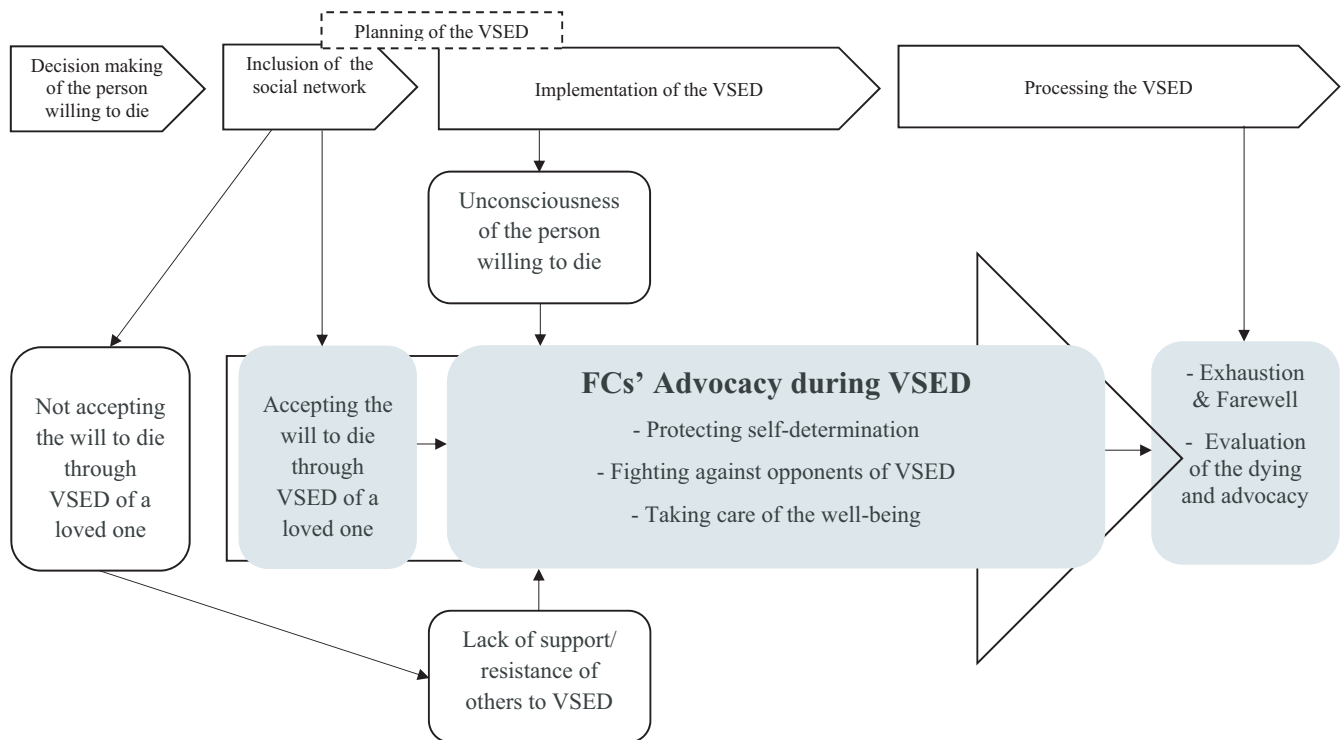 Planning of the VSED
Decision making
of the person
willing to die
Inclusion of the
social network
Implementation of the VSED
Processing the VSED
Unconsciousness
of the person
willing to die
Not accepting
the will to die
through
VSED of a
loved one
Accepting the
will to die
through
VSED of a
loved one
FCs’ Advocacy during VSED
- Protecting self-determination
- Fighting against opponents of VSED
- Taking care of the well-being
- Exhaustion
& Farewell
- Evaluation
of the dying
and advocacy
Lack of support/
resistance of
others to VSED